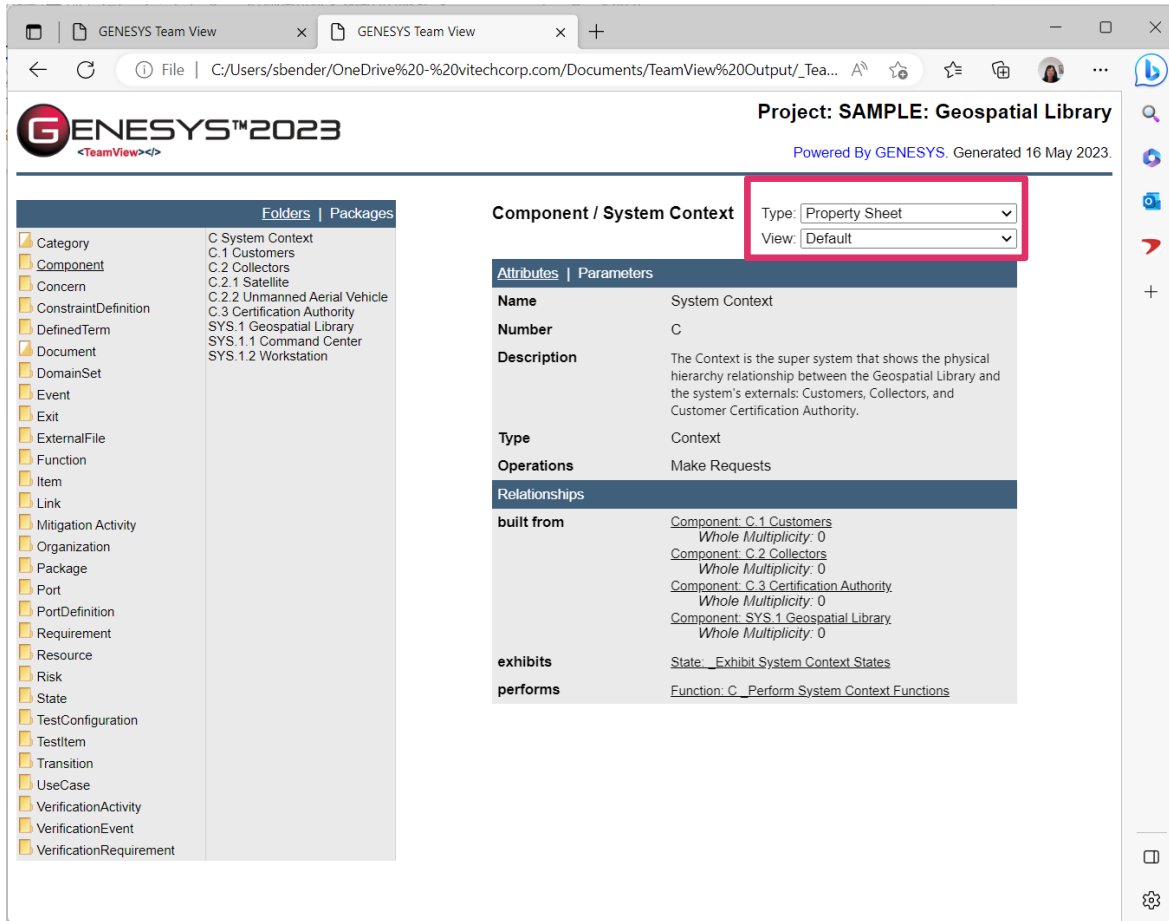 GENESYS Team View
GENESYS Team View
File | C:/Users/sbender/OneDrive%20-%20vitechcorp.com/Documents/TeamView%20Output/_Tea...
GENESYS™2023
<TeamView></>
Project: SAMPLE: Geospatial Library
Powered By GENESYS. Generated 16 May 2023.
Folders | Packages
Category
Component
Concern
ConstraintDefinition
DefinedTerm
Document
DomainSet
Event
Exit
ExternalFile
Function
Item
Link
Mitigation Activity
Organization
Package
Port
PortDefinition
Requirement
Resource
Risk
State
TestConfiguration
TestItem
Transition
UseCase
VerificationActivity
VerificationEvent
VerificationRequirement
C System Context
C.1 Customers
C.2 Collectors
C.2.1 Satellite
C.2.2 Unmanned Aerial Vehicle
C.3 Certification Authority
SYS.1 Geospatial Library
SYS.1.1 Command Center
SYS.1.2 Workstation
Component / System Context
Type: Property Sheet
View: Default
Attributes | Parameters
Name System Context
Number C
Description The Context is the super system that shows the physical
hierarchy relationship between the Geospatial Library and
the system's externals: Customers, Collectors, and
Customer Certification Authority.
Type Context
Operations Make Requests
Relationships
built from Component: C.1 Customers
Whole Multiplicity: 0
Component: C.2 Collectors
Whole Multiplicity: 0
Component: C.3 Certification Authority
Whole Multiplicity: 0
Component: SYS.1 Geospatial Library
Whole Multiplicity: 0
exhibits State: _Exhibit System Context States
performs Function: C _Perform System Context Functions